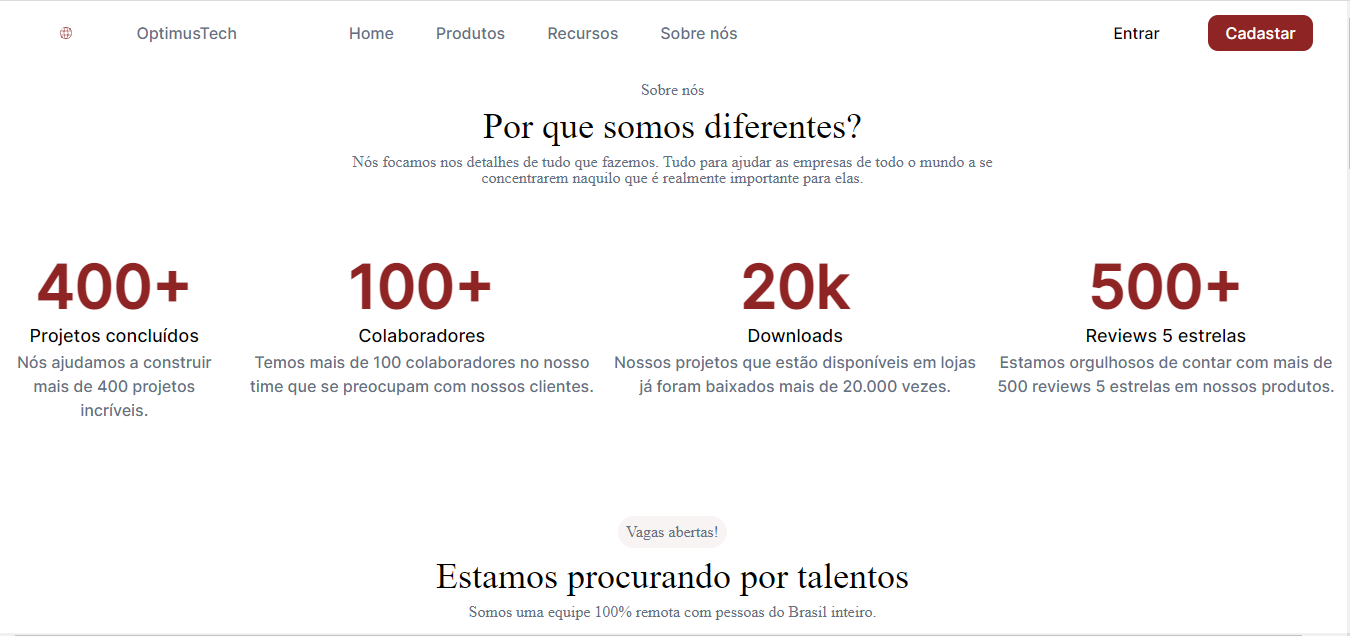 OptimusTech
Home
Produtos
Recursos
Sobre nós
Entrar
Cadastar
Sobre nós
Por que somos diferentes?
Nós focamos nos detalhes de tudo que fazemos. Tudo para ajudar as empresas de todo o mundo a se
concentrarem naquilo que é realmente importante para elas.
400+
Projetos concluídos
Nós ajudamos a construir
mais de 400 projetos
incríveis.
100+
Colaboradores
Temos mais de 100 colaboradores no nosso
time que se preocupam com nossos clientes.
20k
Downloads
Nossos projetos que estão disponíveis em lojas
já foram baixados mais de 20.000 vezes.
500+
Reviews 5 estrelas
Estamos orgulhosos de contar com mais de
500 reviews 5 estrelas em nossos produtos.
Vagas abertas!
Estamos procurando por talentos
Somos uma equipe 100% remota com pessoas do Brasil inteiro.